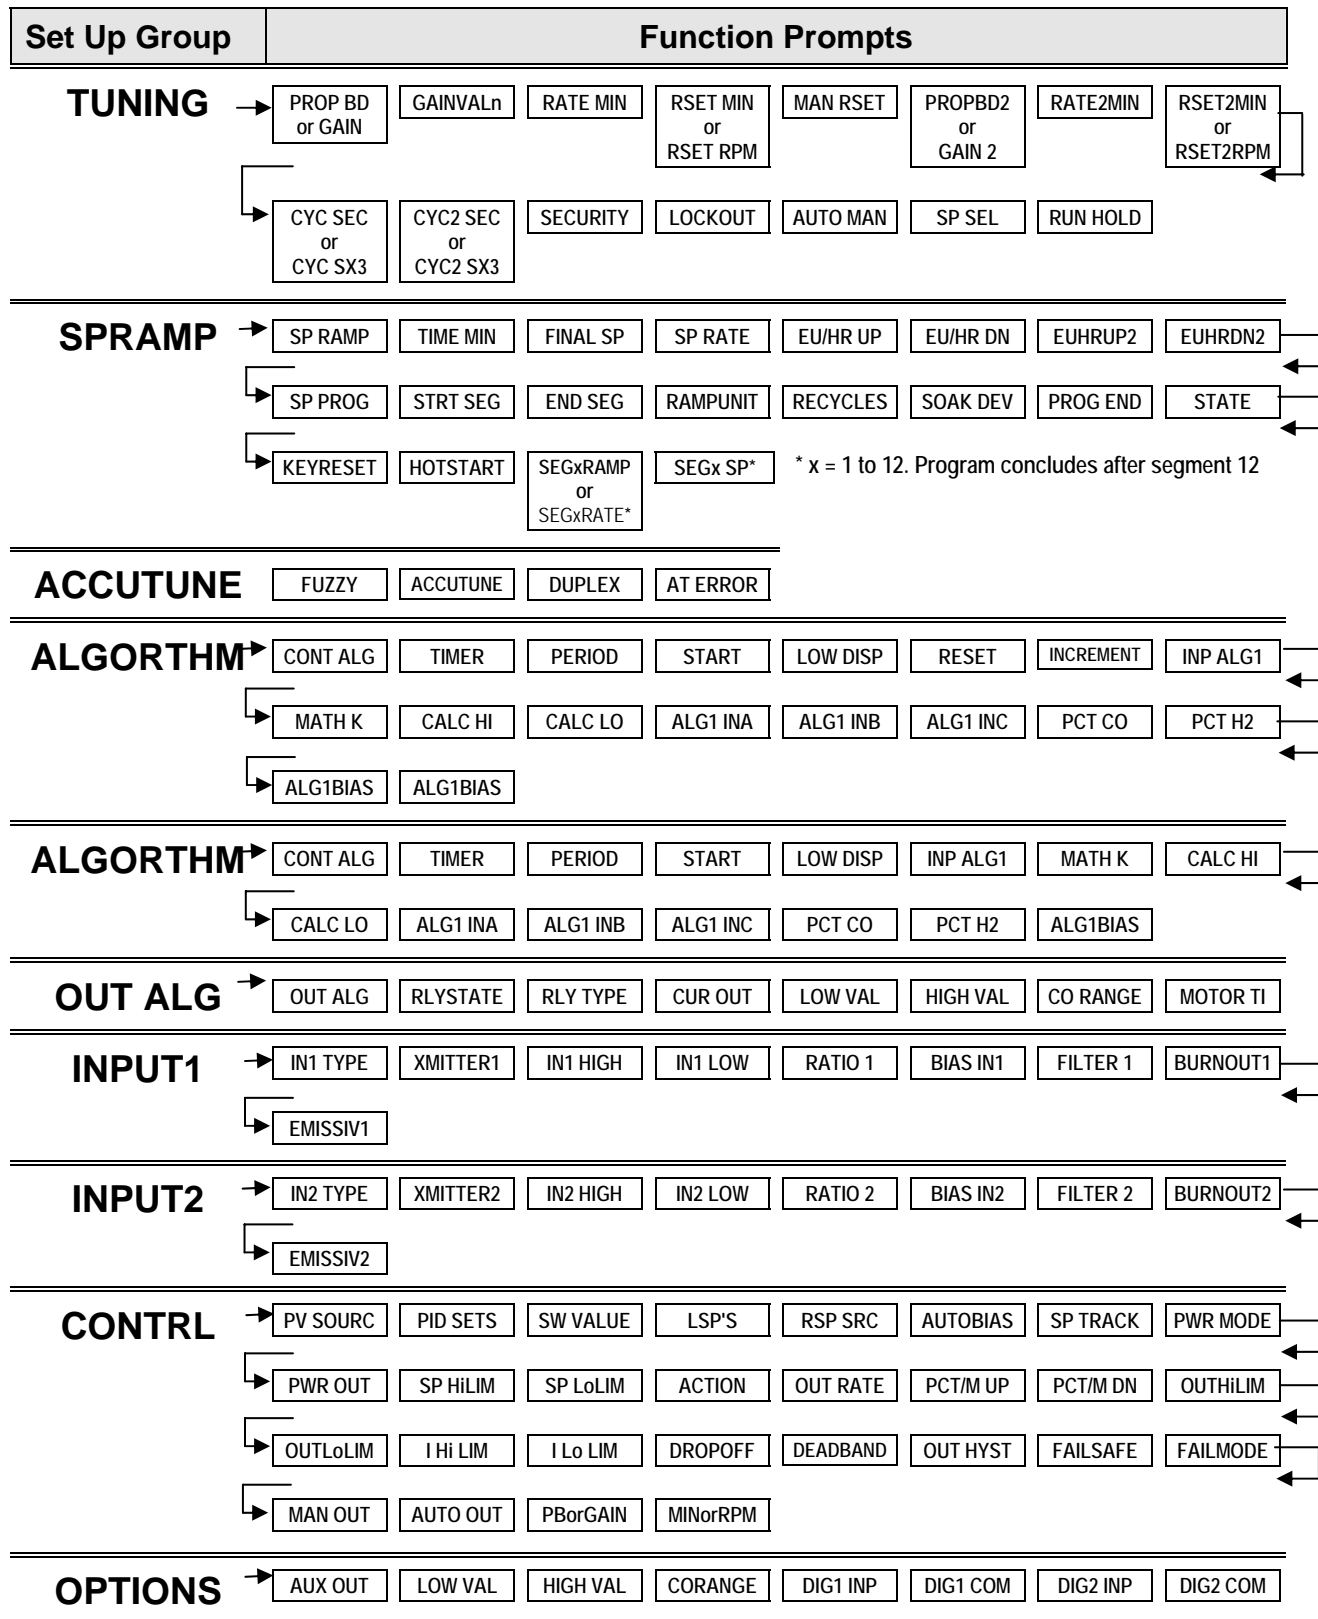 Set Up Group Function Prompts
TUNING
PROP BD or GAIN
GAINVALn
RATE MIN
RSET MIN or RSET RPM
MAN RSET
PROPBD2 or GAIN 2
RATE2MIN
RSET2MIN or RSET2RPM
CYC SEC or CYC SX3
CYC2 SEC or CYC2 SX3
SECURITY
LOCKOUT
AUTO MAN
SP SEL
RUN HOLD
SPRAMP
SP RAMP
TIME MIN
FINAL SP
SP RATE
EU/HR UP
EU/HR DN
EUHRUP2
EUHRDN2
SP PROG
STRT SEG
END SEG
RAMPUNIT
RECYCLES
SOAK DEV
PROG END
STATE
KEYRESET
HOTSTART
SEGxRAMP or SEGxRATE*
SEGx SP*
* x = 1 to 12. Program concludes after segment 12
ACCUTUNE
FUZZY
ACCUTUNE
DUPLEX
AT ERROR
ALGORTHM
CONT ALG
TIMER
PERIOD
START
LOW DISP
RESET
INCREMENT
INP ALG1
MATH K
CALC HI
CALC LO
ALG1 INA
ALG1 INB
ALG1 INC
PCT CO
PCT H2
ALG1BIAS
ALG1BIAS
ALGORTHM
CONT ALG
TIMER
PERIOD
START
LOW DISP
INP ALG1
MATH K
CALC HI
CALC LO
ALG1 INA
ALG1 INB
ALG1 INC
PCT CO
PCT H2
ALG1BIAS
OUT ALG
OUT ALG
RLYSTATE
RLY TYPE
CUR OUT
LOW VAL
HIGH VAL
CO RANGE
MOTOR TI
INPUT1
IN1 TYPE
XMITTER1
IN1 HIGH
IN1 LOW
RATIO 1
BIAS IN1
FILTER 1
BURNOUT1
EMISSIV1
INPUT2
IN2 TYPE
XMITTER2
IN2 HIGH
IN2 LOW
RATIO 2
BIAS IN2
FILTER 2
BURNOUT2
EMISSIV2
CONTRL
PV SOURC
PID SETS
SW VALUE
LSP'S
RSP SRC
AUTOBIAS
SP TRACK
PWR MODE
PWR OUT
SP HiLIM
SP LoLIM
ACTION
OUT RATE
PCT/M UP
PCT/M DN
OUTHiLIM
OUTLoLIM
I Hi LIM
I Lo LIM
DROPOFF
DEADBAND
OUT HYST
FAILSAFE
FAILMODE
MAN OUT
AUTO OUT
PBorGAIN
MINorRPM
OPTIONS
AUX OUT
LOW VAL
HIGH VAL
CORANGE
DIG1 INP
DIG1 COM
DIG2 INP
DIG2 COM